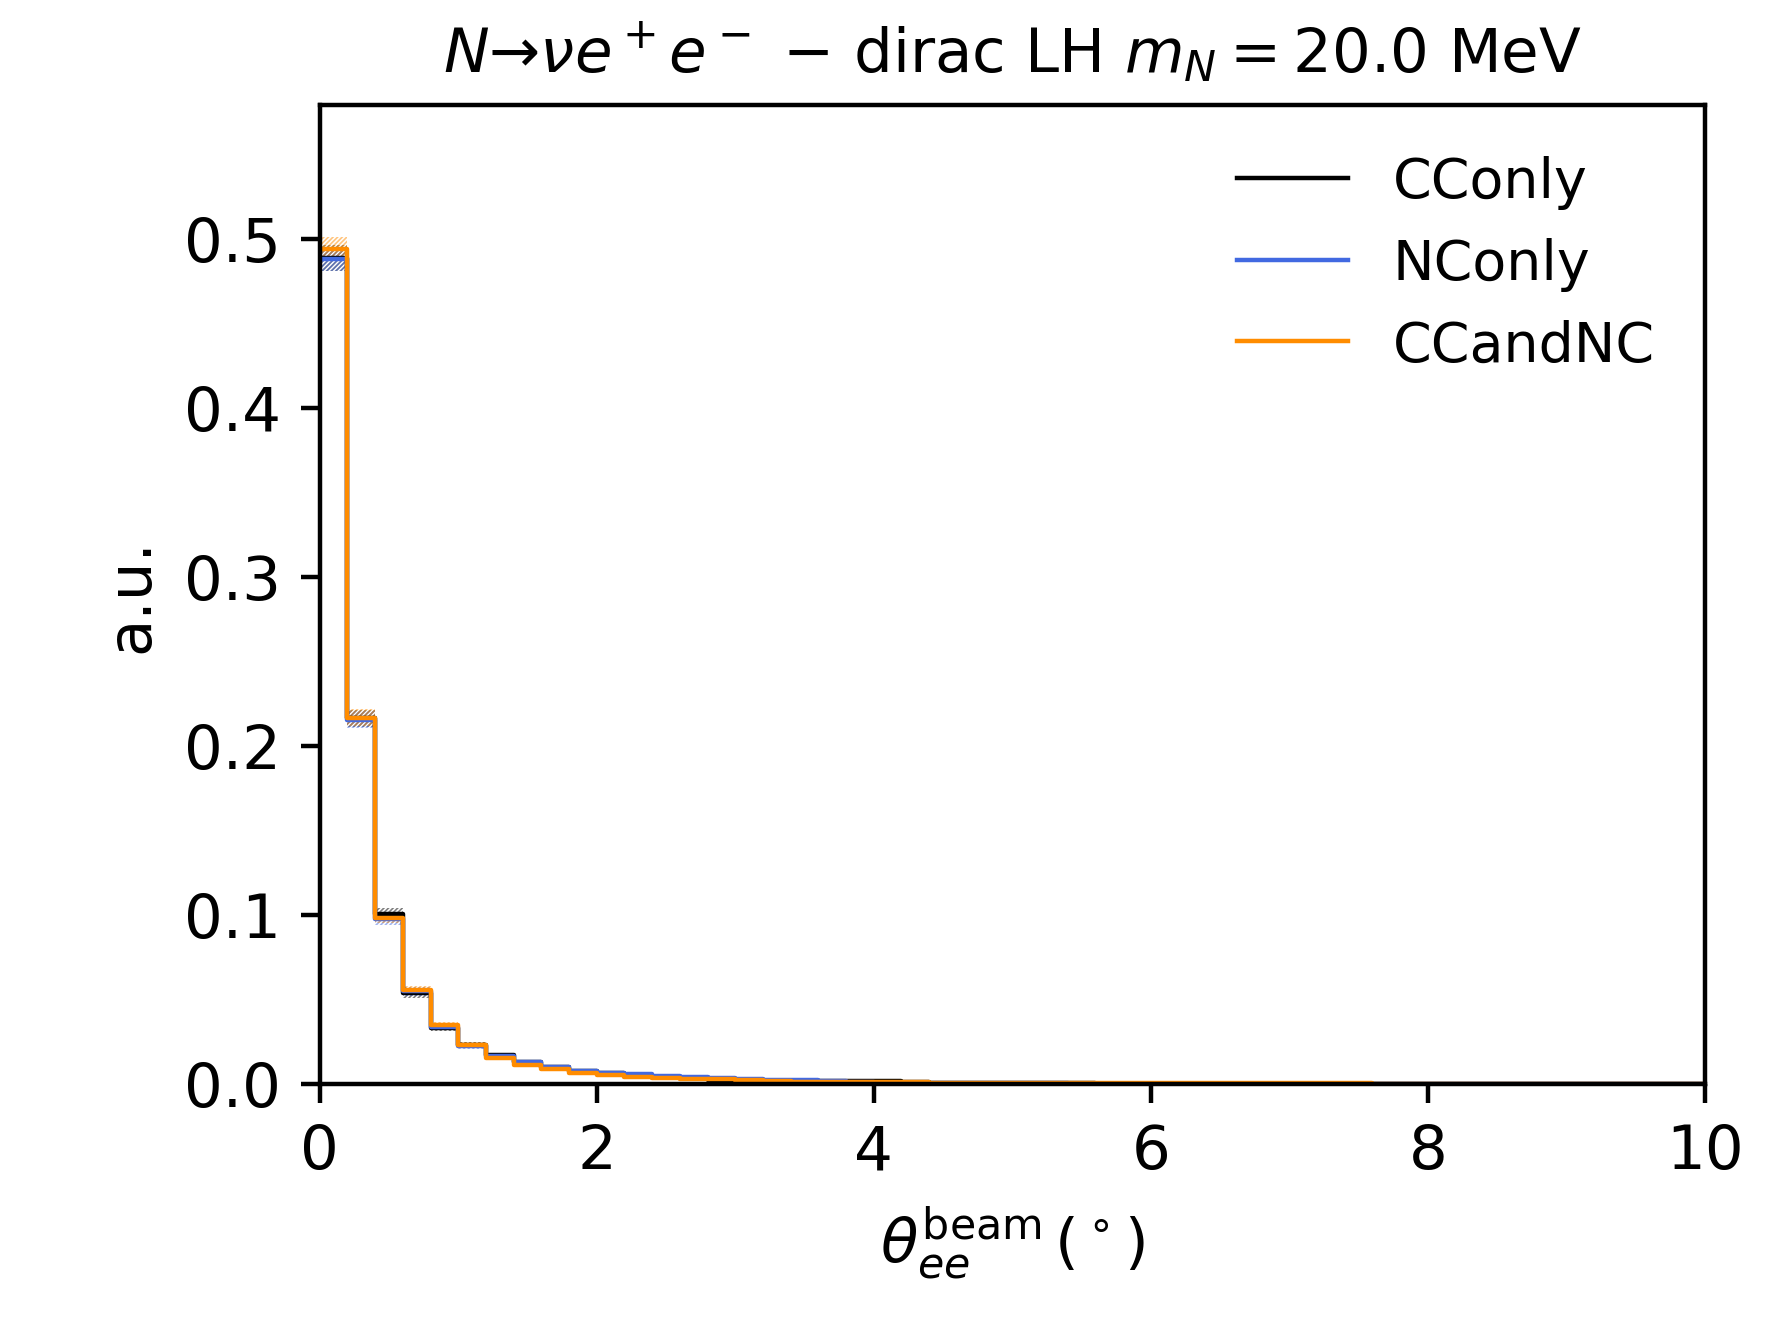 N→νe⁺e⁻ − dirac LH m_N = 20.0 MeV
CConly
NConly
CCandNC
0.5
0.4
0.3
0.2
0.1
0.0
a.u.
0 2 4 6 8 10
θ_ee^beam (°)